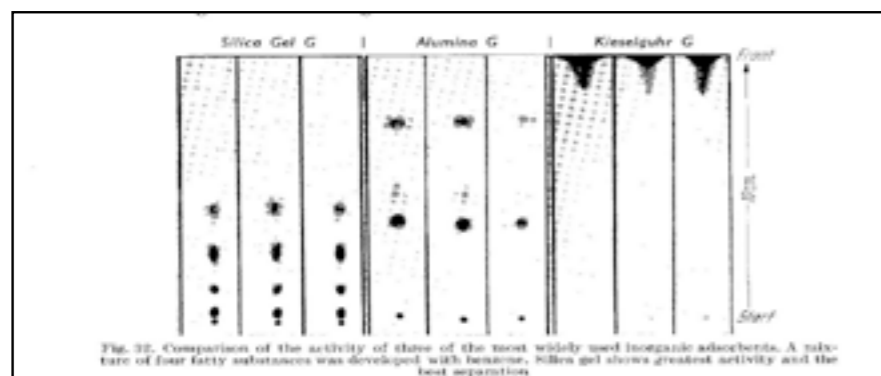 Silica Gel G | Alumina G | Kieselguhr G
Front
Start
Fig. 32. Comparison of the activity of three of the most widely used inorganic adsorbents. A mix-
ture of four fatty substances was developed with benzene. Silica gel shows greatest activity and the
best separation